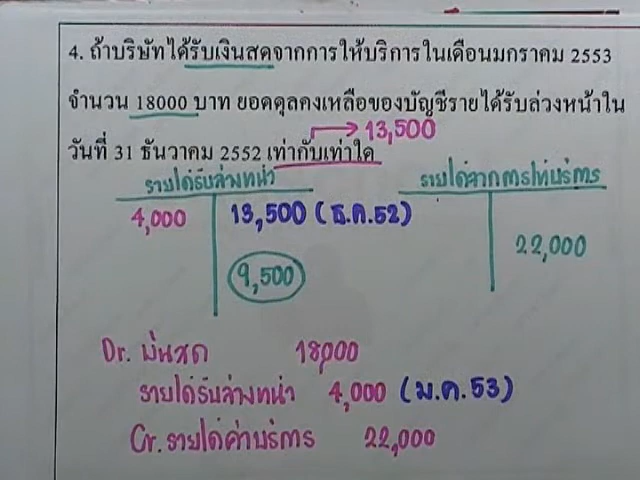 4. ถ้าบริษัทได้รับเงินสดจากการให้บริการในเดือนมกราคม 2553
จำนวน 18000 บาท ยอดดุลคงเหลือของบัญชีรายได้รับล่วงหน้าใน
→ 13,500
วันที่ 31 ธันวาคม 2552 เท่ากับเท่าใด
รายได้รับล่วงหน้า รายได้จากการให้บริการ
4,000 13,500 (ธ.ค.52)
22,000
9,500
Dr. เงินสด 18,000
รายได้รับล่วงหน้า 4,000 (ม.ค.53)
Cr. รายได้ค่าบริการ 22,000